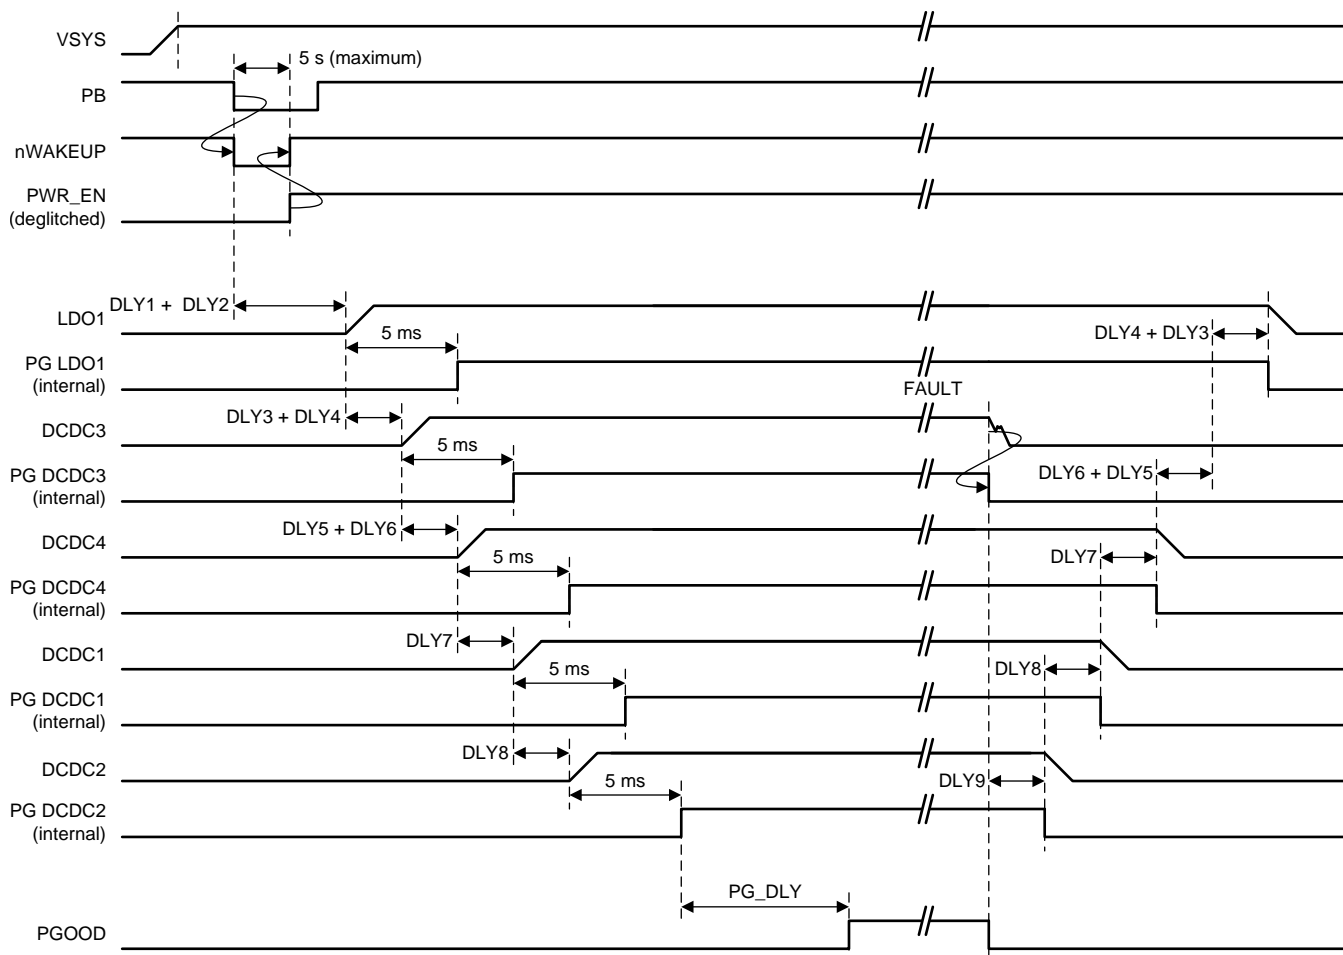 VSYS
5 s (maximum)
PB
nWAKEUP
PWR_EN
(deglitched)
DLY1 + DLY2
LDO1
5 ms
DLY4 + DLY3
PG LDO1
(internal)
FAULT
DLY3 + DLY4
DCDC3
5 ms
PG DCDC3
(internal)
DLY6 + DLY5
DLY5 + DLY6
DCDC4
5 ms
DLY7
PG DCDC4
(internal)
DLY7
DCDC1
5 ms
DLY8
PG DCDC1
(internal)
DLY8
DCDC2
5 ms
DLY9
PG DCDC2
(internal)
PG_DLY
PGOOD